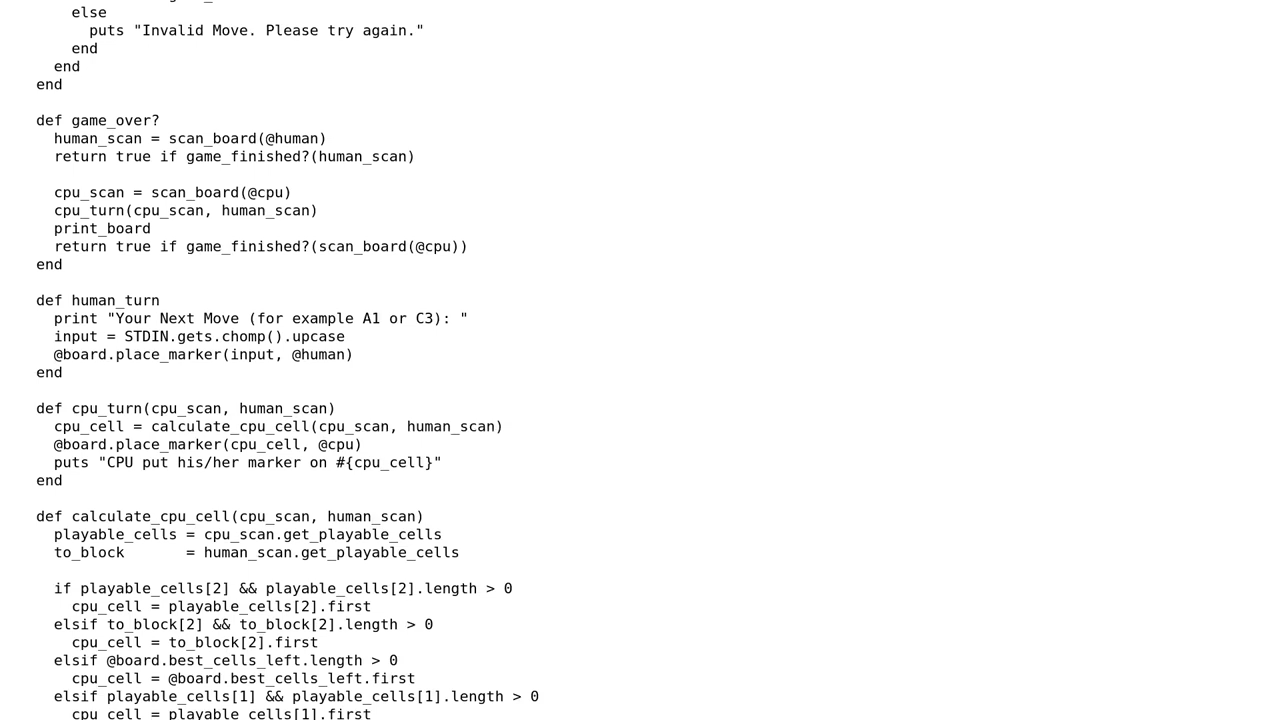 else
puts "Invalid Move. Please try again."
end
end
end
def game_over?
human_scan = scan_board(@human)
return true if game_finished?(human_scan)
cpu_scan = scan_board(@cpu)
cpu_turn(cpu_scan, human_scan)
print_board
return true if game_finished?(scan_board(@cpu))
end
def human_turn
print "Your Next Move (for example A1 or C3): "
input = STDIN.gets.chomp().upcase
@board.place_marker(input, @human)
end
def cpu_turn(cpu_scan, human_scan)
cpu_cell = calculate_cpu_cell(cpu_scan, human_scan)
@board.place_marker(cpu_cell, @cpu)
puts "CPU put his/her marker on #{cpu_cell}"
end
def calculate_cpu_cell(cpu_scan, human_scan)
playable_cells = cpu_scan.get_playable_cells
to_block       = human_scan.get_playable_cells
if playable_cells[2] && playable_cells[2].length > 0
cpu_cell = playable_cells[2].first
elsif to_block[2] && to_block[2].length > 0
cpu_cell = to_block[2].first
elsif @board.best_cells_left.length > 0
cpu_cell = @board.best_cells_left.first
elsif playable_cells[1] && playable_cells[1].length > 0
cpu_cell = playable_cells[1].first